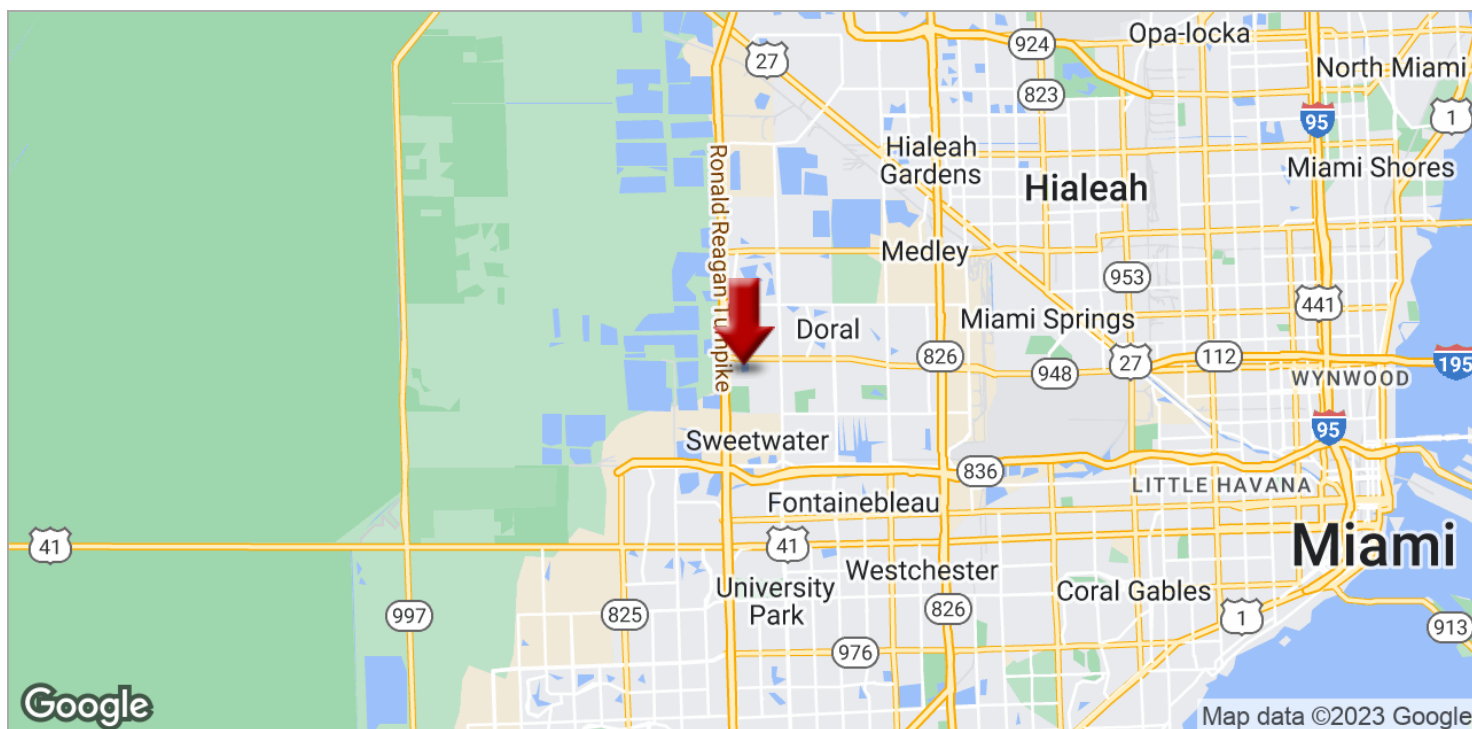 924
Opa-locka
27
North Miami
823
95
1
Hialeah
Gardens
Miami Shores
Hialeah
Ronald Reagan Turnpike
Medley
953
441
Miami Springs
Doral
826
27
112
948
195
WYNWOOD
95
Sweetwater
836
LITTLE HAVANA
Fontainebleau
41
41
Miami
Westchester
University
Park
Coral Gables
997
825
826
1
913
976
Google
Map data ©2023 Google